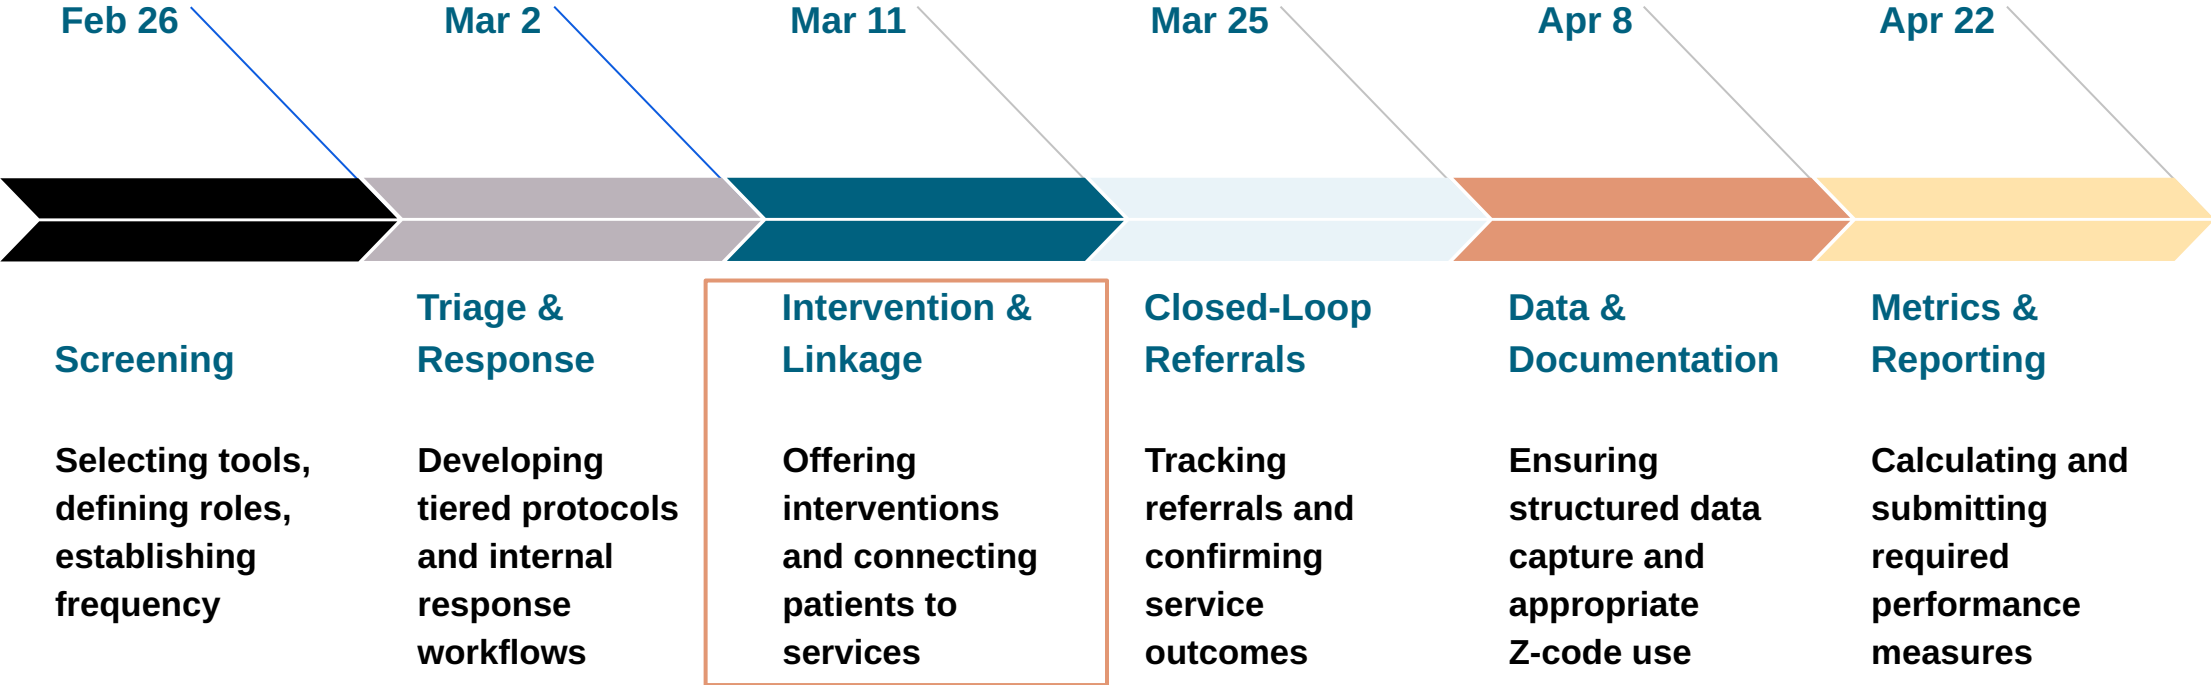 Feb 26
Mar 2
Mar 11
Mar 25
Apr 8
Apr 22
Screening
Selecting tools,
defining roles,
establishing
frequency
Triage &
Response
Developing
tiered protocols
and internal
response
workflows
Intervention &
Linkage
Offering
interventions
and connecting
patients to
services
Closed-Loop
Referrals
Tracking
referrals and
confirming
service
outcomes
Data &
Documentation
Ensuring
structured data
capture and
appropriate
Z-code use
Metrics &
Reporting
Calculating and
submitting
required
performance
measures